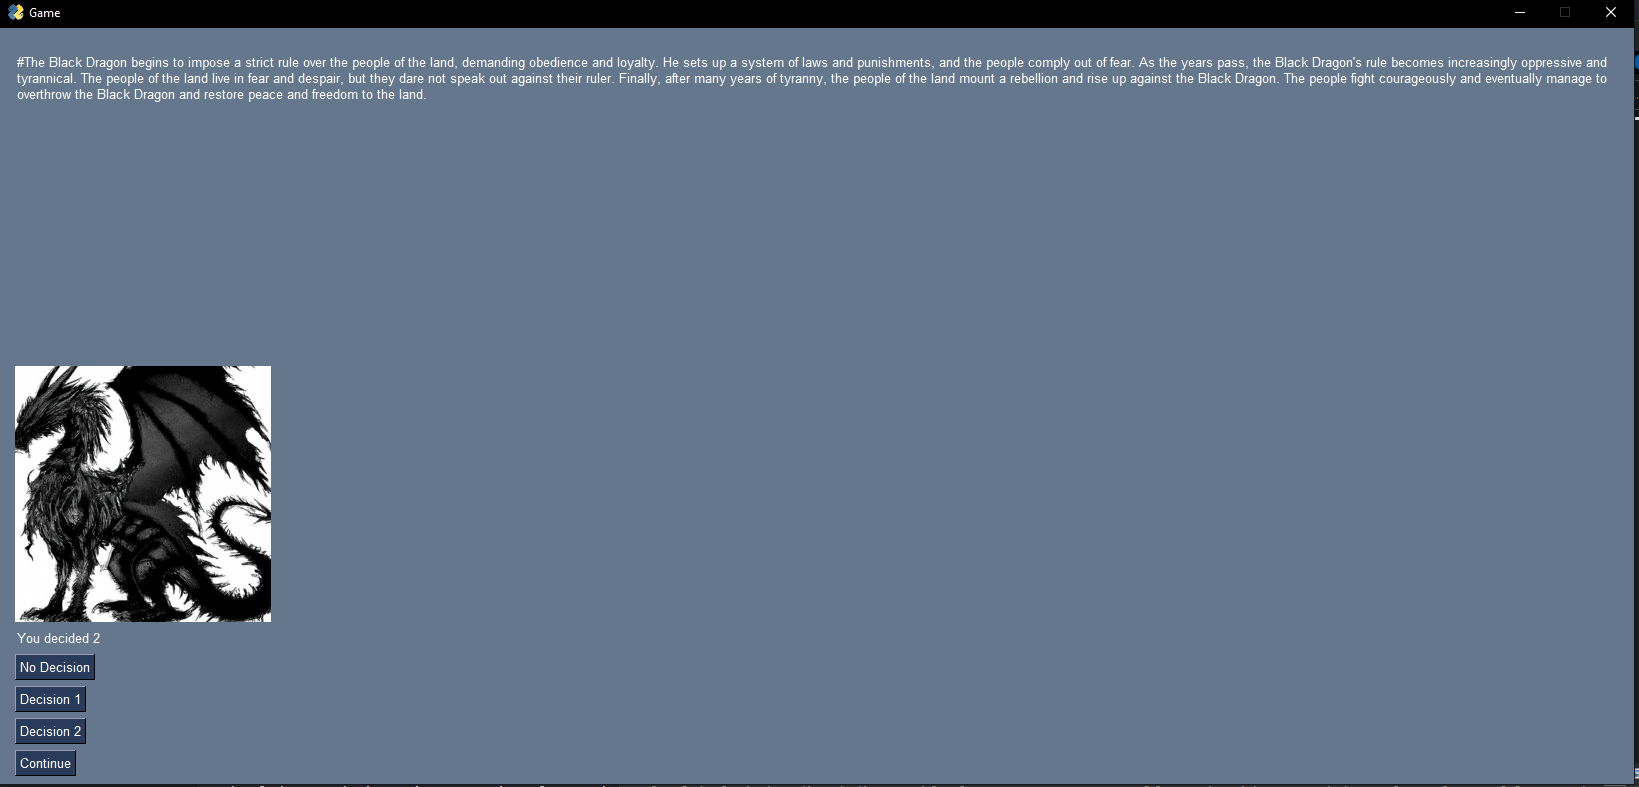 Game
#The Black Dragon begins to impose a strict rule over the people of the land, demanding obedience and loyalty. He sets up a system of laws and punishments, and the people comply out of fear. As the years pass, the Black Dragon's rule becomes increasingly oppressive and
tyrannical. The people of the land live in fear and despair, but they dare not speak out against their ruler. Finally, after many years of tyranny, the people of the land mount a rebellion and rise up against the Black Dragon. The people fight courageously and eventually manage to
overthrow the Black Dragon and restore peace and freedom to the land.
You decided 2
No Decision
Decision 1
Decision 2
Continue